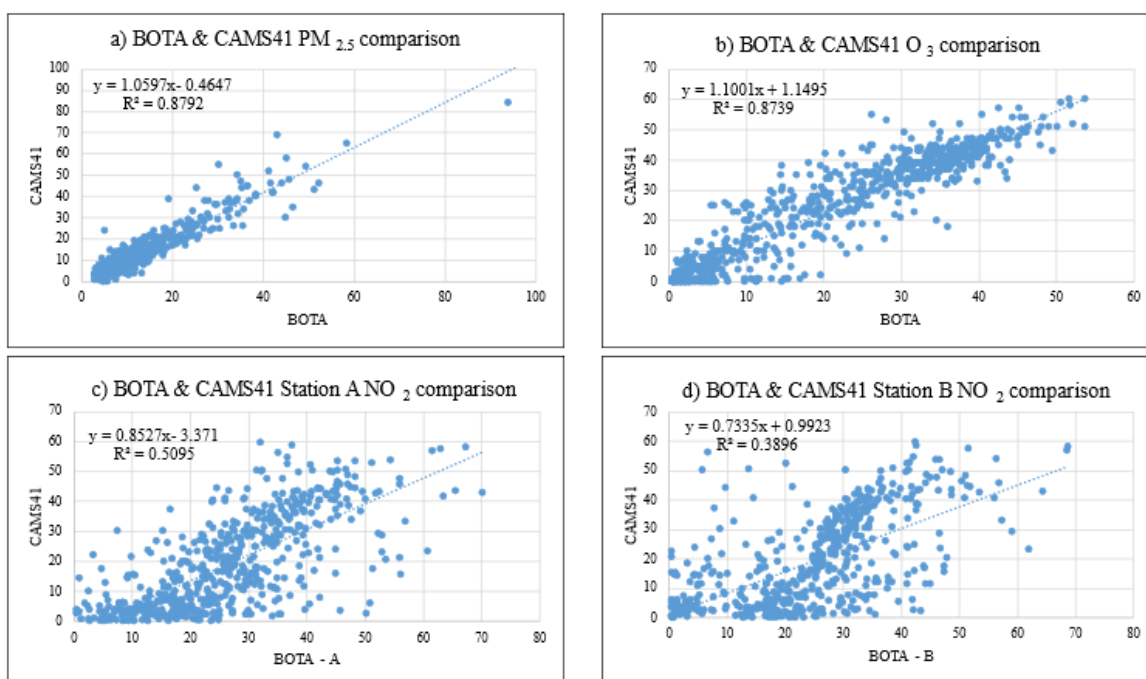 a) BOTA & CAMS41 PM 2.5 comparison
y = 1.0597x- 0.4647
R² = 0.8792
100
90
80
70
60
50
40
30
20
10
0
CAMS41
0 20 40 60 80 100
BOTA
b) BOTA & CAMS41 O 3 comparison
y = 1.1001x + 1.1495
R² = 0.8739
70
60
50
40
30
20
10
0
CAMS41
0 10 20 30 40 50 60
BOTA
c) BOTA & CAMS41 Station A NO 2 comparison
y = 0.8527x- 3.371
R² = 0.5095
70
60
50
40
30
20
10
0
CAMS41
0 10 20 30 40 50 60 70 80
BOTA - A
d) BOTA & CAMS41 Station B NO 2 comparison
y = 0.7335x + 0.9923
R² = 0.3896
70
60
50
40
30
20
10
0
CAMS41
0 10 20 30 40 50 60 70 80
BOTA - B